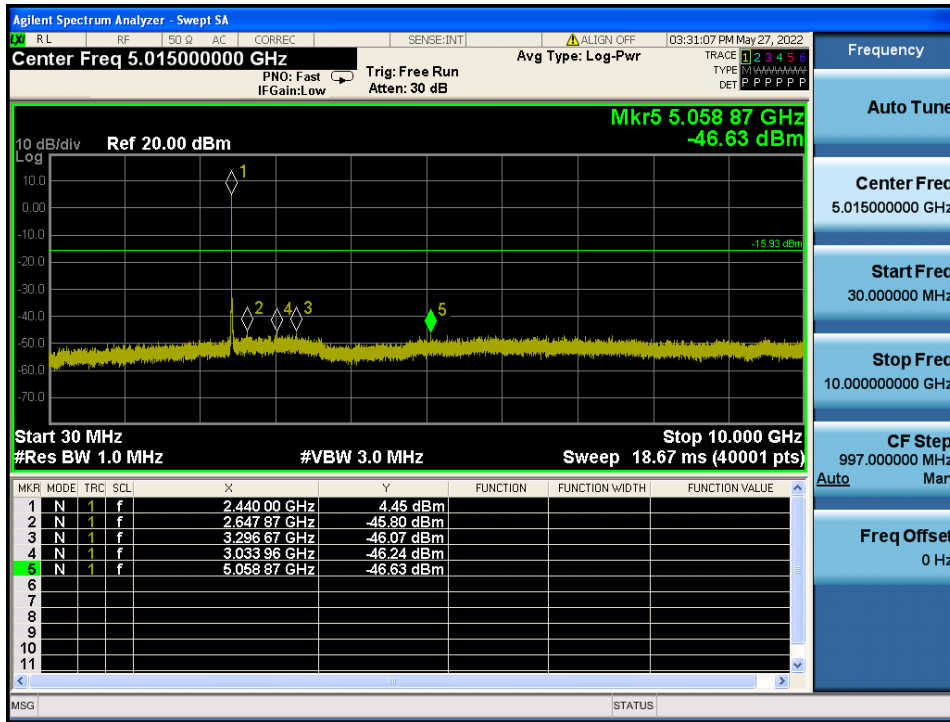 Agilent Spectrum Analyzer - Swept SA
LXI RL RF 50 Ω AC CORREC SENSE:INT ALIGN OFF 03:31:07 PM May 27, 2022
Center Freq 5.015000000 GHz
PNO: Fast
IFGain:Low
Trig: Free Run
Atten: 30 dB
Avg Type: Log-Pwr
TRACE 1 2 3 4 5 6
TYPE M
DET P P P P P P
Mkr5 5.058 87 GHz
-46.63 dBm
10 dB/div Ref 20.00 dBm
Log
10.0
0.00
-10.0
-20.0
-30.0
-40.0
-50.0
-60.0
-70.0
1
2
4
3
5
-15.93 dBm
Start 30 MHz Stop 10.000 GHz
#Res BW 1.0 MHz #VBW 3.0 MHz Sweep 18.67 ms (40001 pts)
MKR MODE TRC SCL X Y FUNCTION FUNCTION WIDTH FUNCTION VALUE
1 N 1 f 2.440 00 GHz 4.45 dBm
2 N 1 f 2.647 87 GHz -45.80 dBm
3 N 1 f 3.296 67 GHz -46.07 dBm
4 N 1 f 3.033 96 GHz -46.24 dBm
5 N 1 f 5.058 87 GHz -46.63 dBm
6
7
8
9
10
11
MSG STATUS
Frequency
Auto Tune
Center Freq
5.015000000 GHz
Start Freq
30.000000 MHz
Stop Freq
10.000000000 GHz
CF Step
997.000000 MHz
Auto Man
Freq Offset
0 Hz